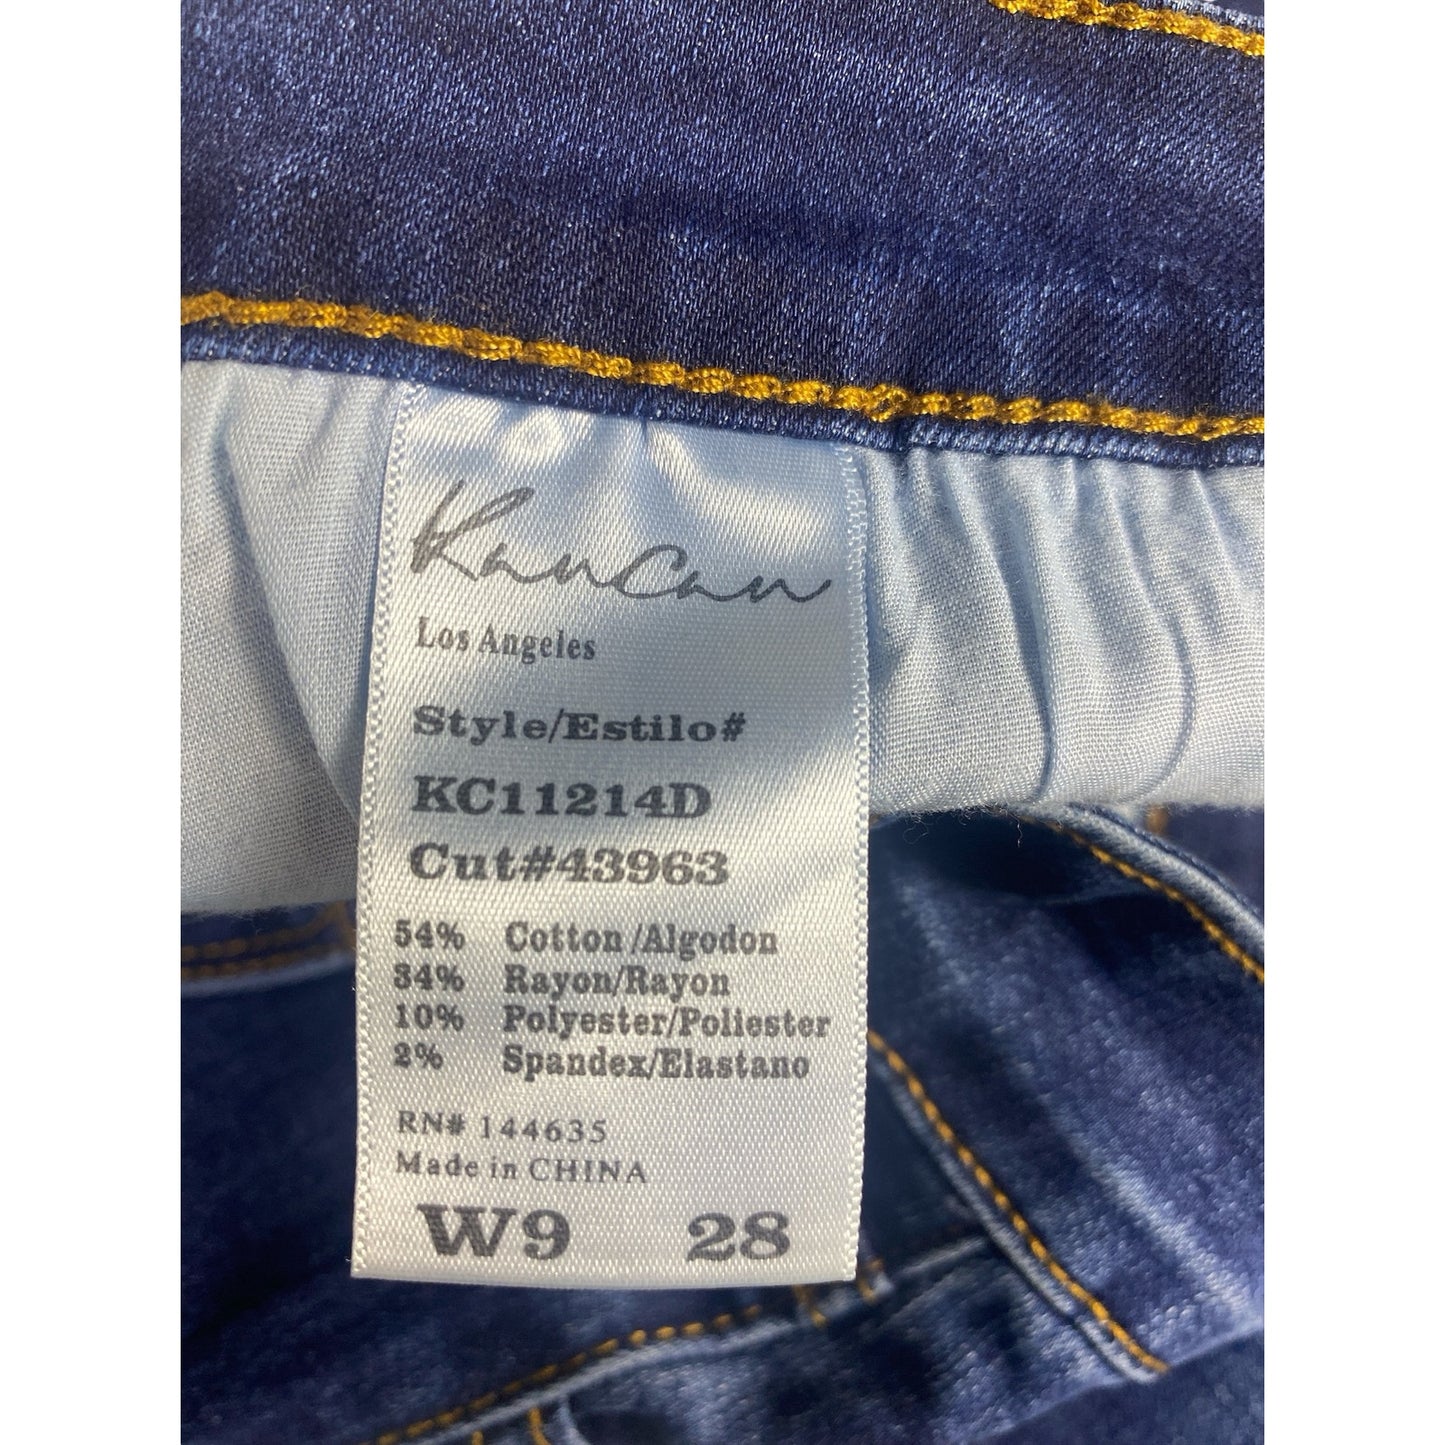 KanCan
Los Angeles
Style/Estilo#
KC11214D
Cut#43963
54% Cotton/Algodon
34% Rayon/Rayon
10% Polyester/Poliester
2% Spandex/Elastano
RN# 144635
Made in CHINA
W9 28